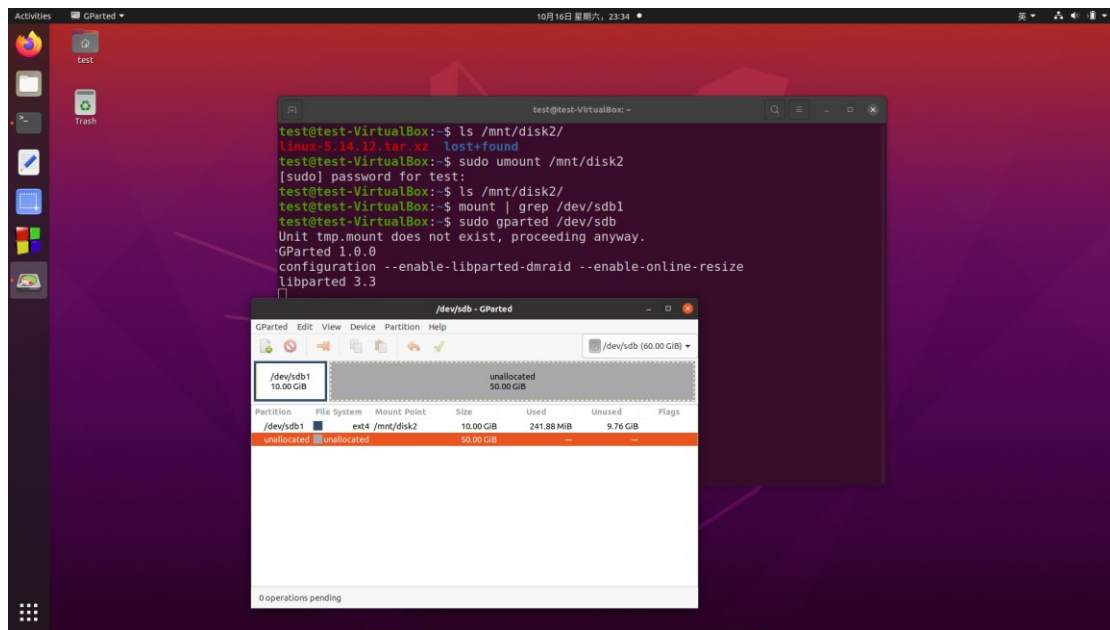 Activities GParted 10月16日 星期六, 23:34 英
test
Trash
test@test-VirtualBox: ~
test@test-VirtualBox:~$ ls /mnt/disk2/
linux-5.14.12.tar.xz lost+found
test@test-VirtualBox:~$ sudo umount /mnt/disk2
[sudo] password for test:
test@test-VirtualBox:~$ ls /mnt/disk2/
test@test-VirtualBox:~$ mount | grep /dev/sdb1
test@test-VirtualBox:~$ sudo gparted /dev/sdb
Unit tmp.mount does not exist, proceeding anyway.
GParted 1.0.0
configuration --enable-libparted-dmraid --enable-online-resize
libparted 3.3
/dev/sdb - GParted
GParted Edit View Device Partition Help
/dev/sdb (60.00 GiB)
/dev/sdb1
10.00 GiB
unallocated
50.00 GiB
Partition File System Mount Point Size Used Unused Flags
/dev/sdb1 ext4 /mnt/disk2 10.00 GiB 241.88 MiB 9.76 GiB
unallocated unallocated 50.00 GiB — —
0 operations pending